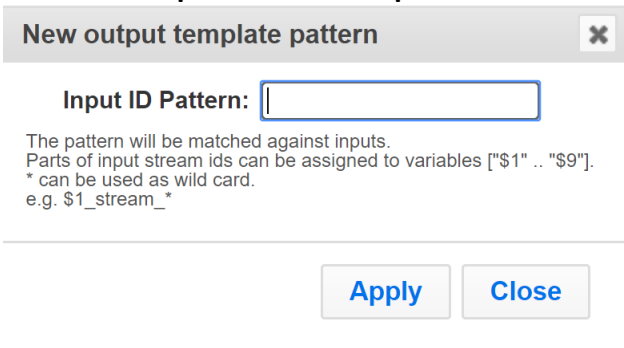 New output template pattern
Input ID Pattern:
The pattern will be matched against inputs.
Parts of input stream ids can be assigned to variables ["$1" .. "$9"].
* can be used as wild card.
e.g. $1_stream_*
Apply Close